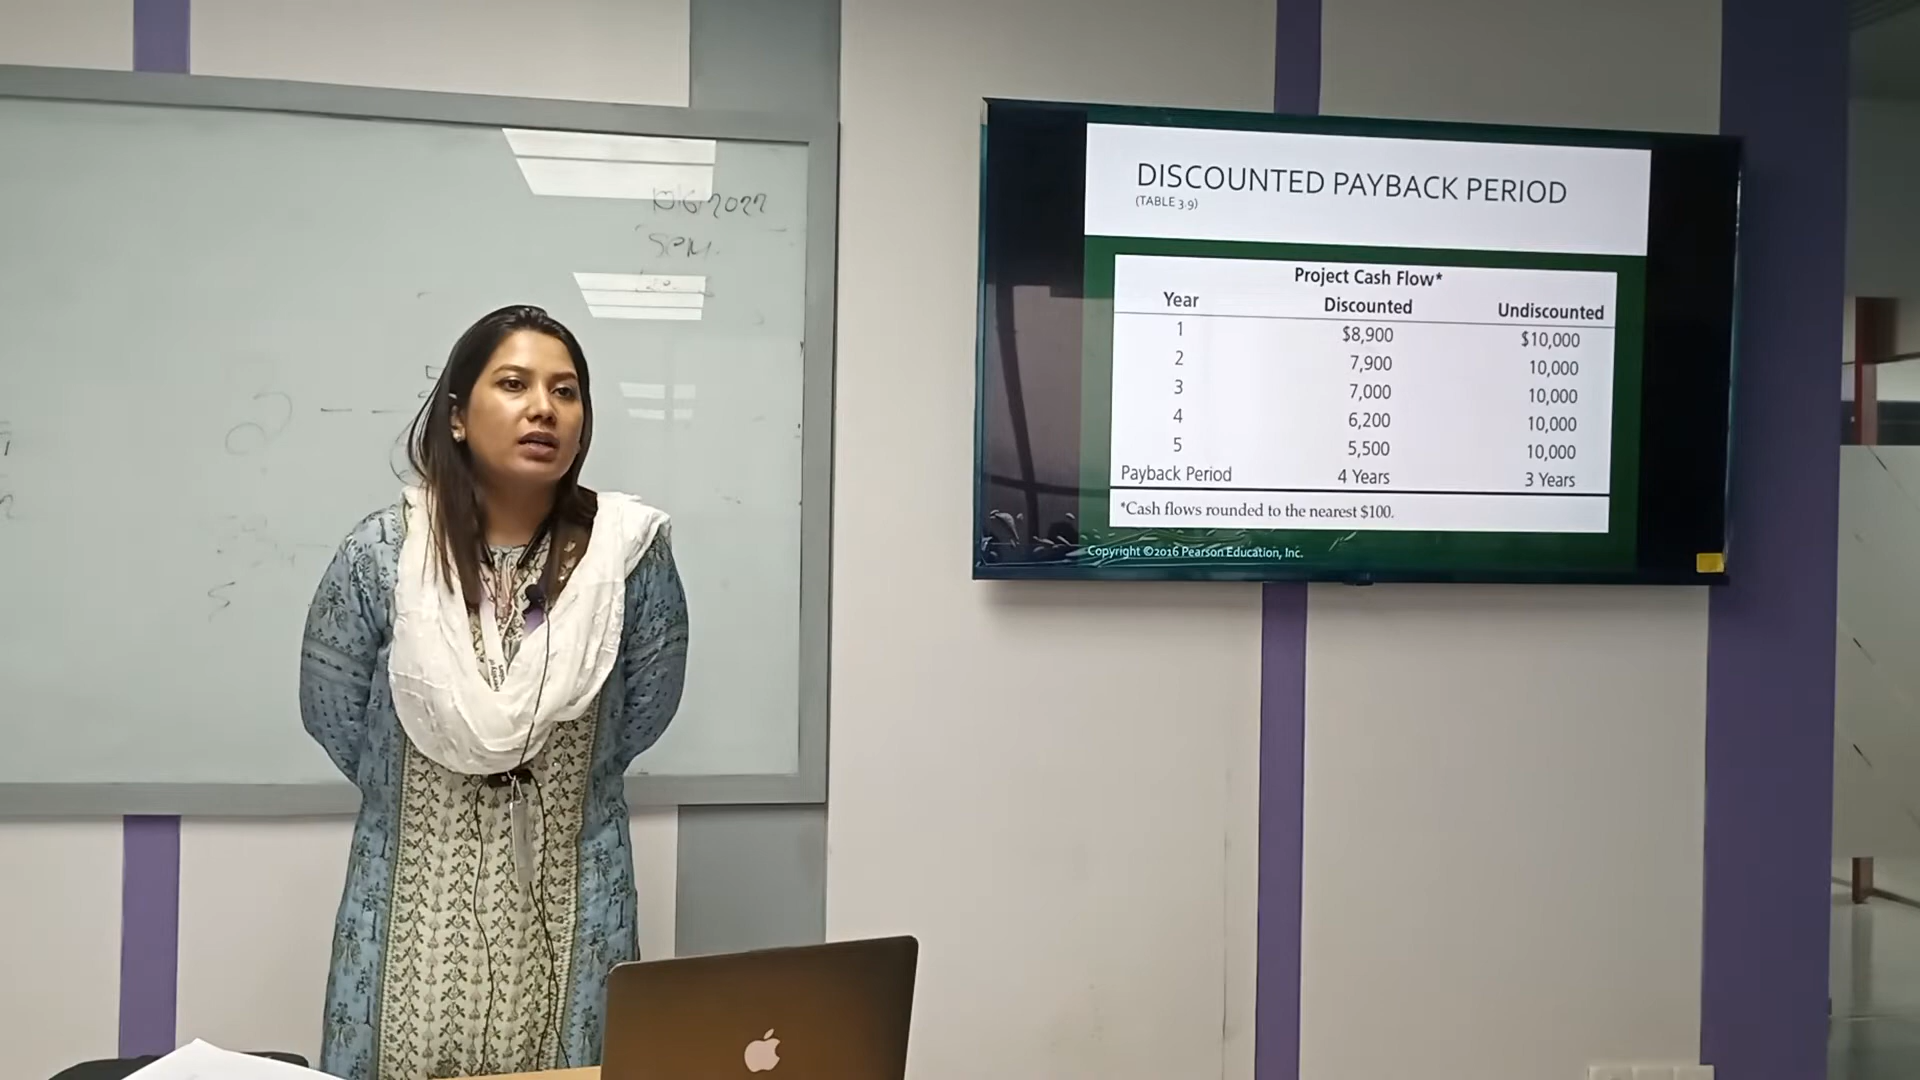 2022
SPM.
DISCOUNTED PAYBACK PERIOD
(TABLE 3.9)
Project Cash Flow*
Year Discounted Undiscounted
1 $8,900 $10,000
2 7,900 10,000
3 7,000 10,000
4 6,200 10,000
5 5,500 10,000
Payback Period 4 Years 3 Years
*Cash flows rounded to the nearest $100.
Copyright ©2016 Pearson Education, Inc.